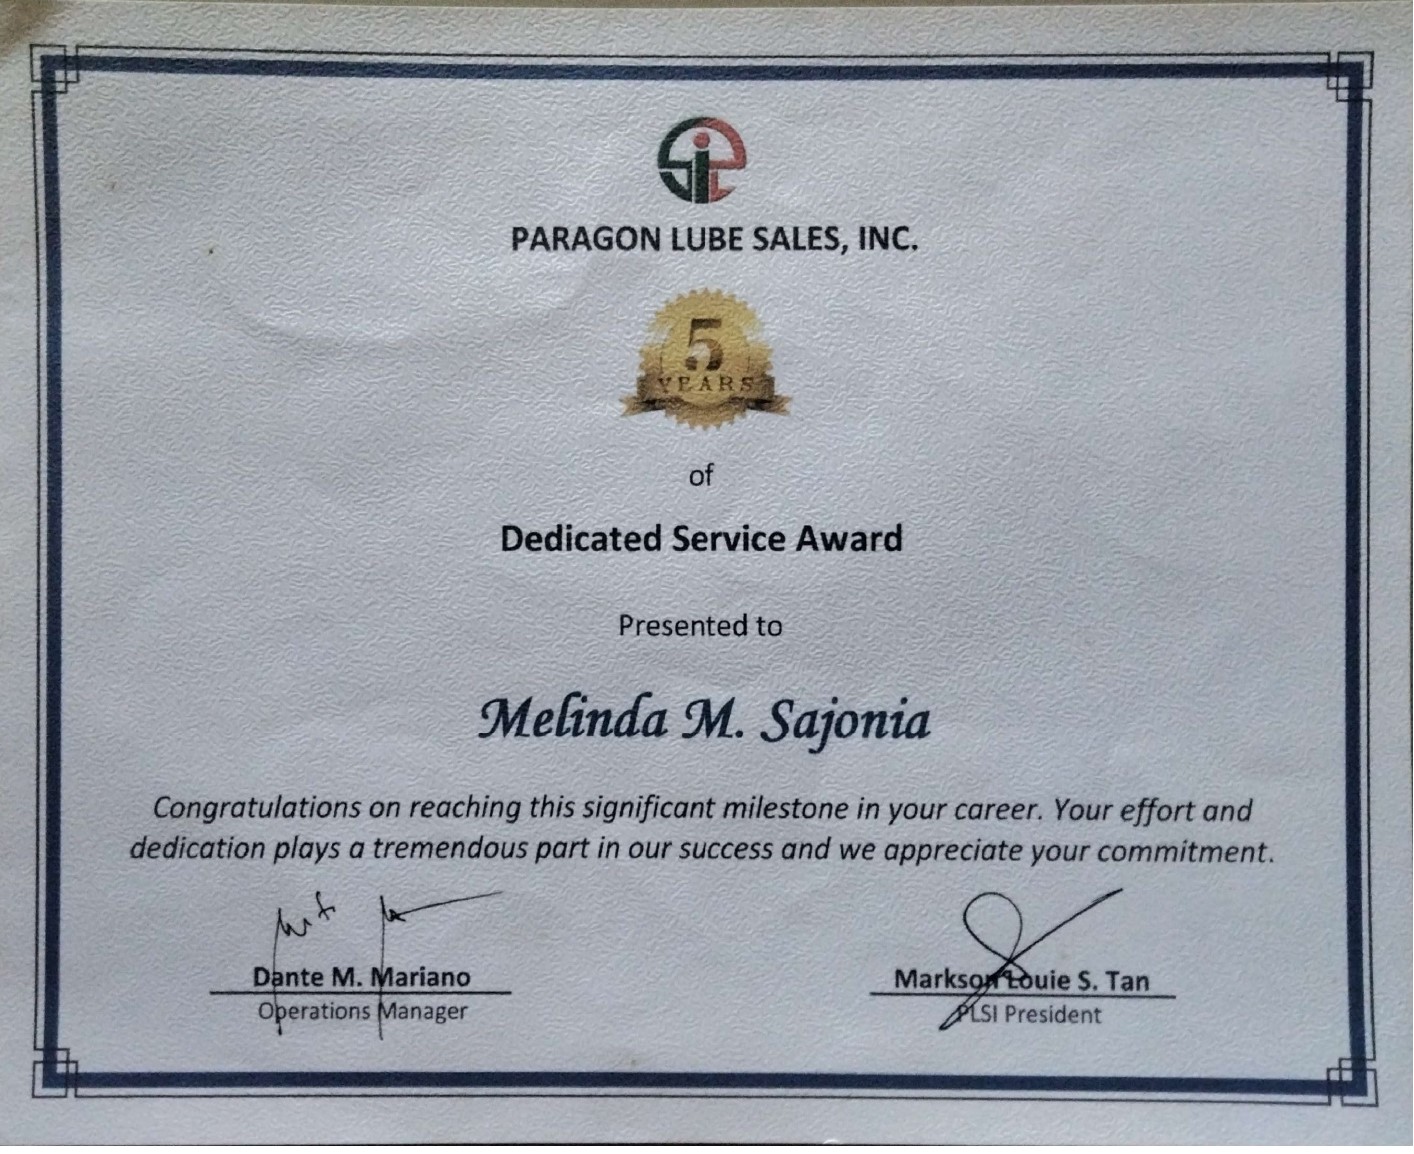 PARAGON LUBE SALES, INC.
5
YEARS
of
Dedicated Service Award
Presented to
Melinda M. Sajonia
Congratulations on reaching this significant milestone in your career. Your effort and
dedication plays a tremendous part in our success and we appreciate your commitment.
Dante M. Mariano
Operations Manager
Markson Louie S. Tan
PLSI President